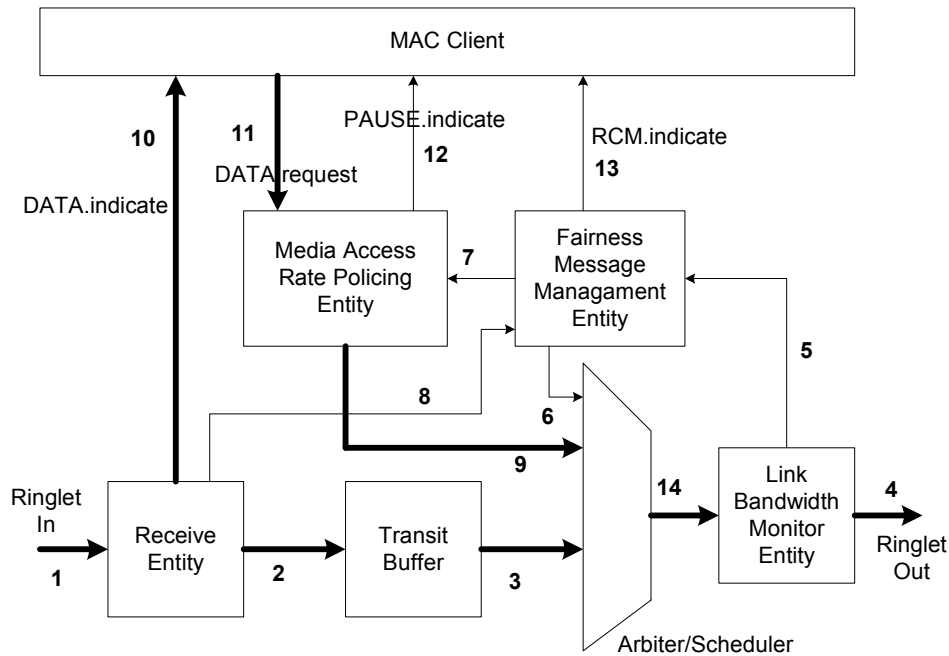 MAC Client
10
11
PAUSE.indicate
12
RCM.indicate
13
DATA.request
DATA.indicate
Media Access
Rate Policing
Entity
7
Fairness
Message
Managament
Entity
5
8
6
9
Ringlet
In
1
Receive
Entity
2
Transit
Buffer
3
14
Link
Bandwidth
Monitor
Entity
4
Ringlet
Out
Arbiter/Scheduler